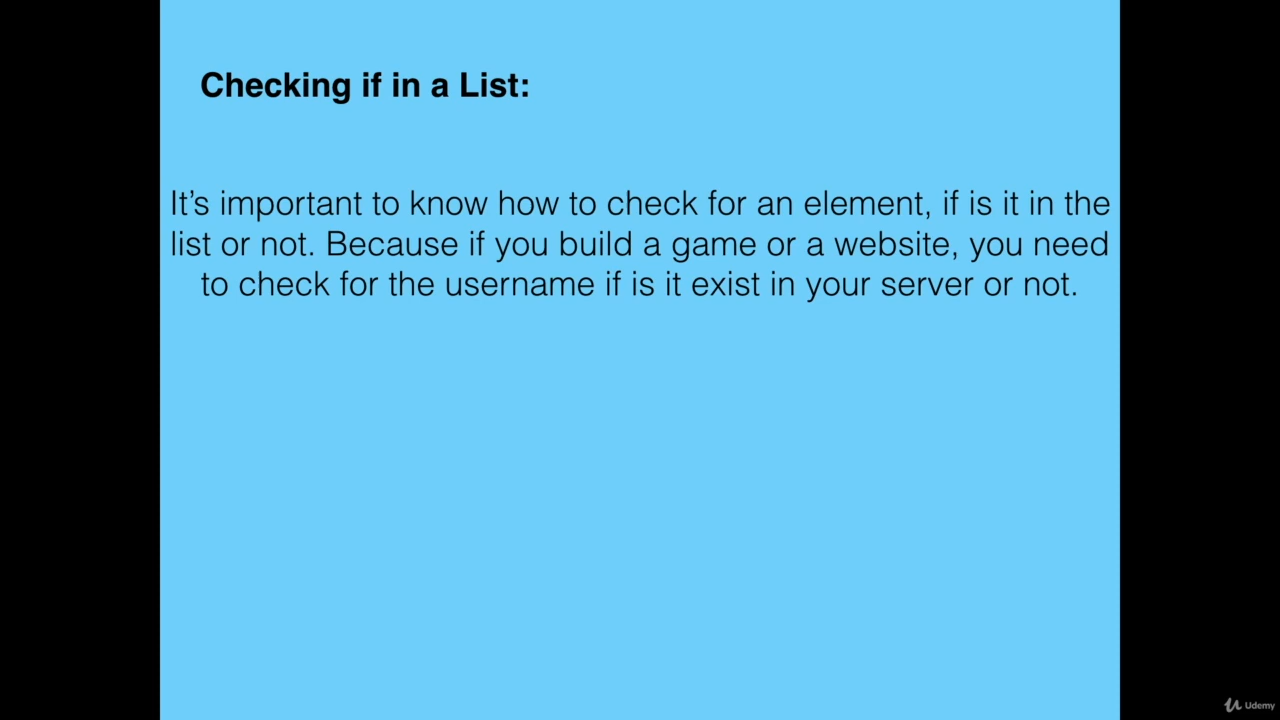 Checking if in a List:
It’s important to know how to check for an element, if is it in the
list or not. Because if you build a game or a website, you need
to check for the username if is it exist in your server or not.
Udemy